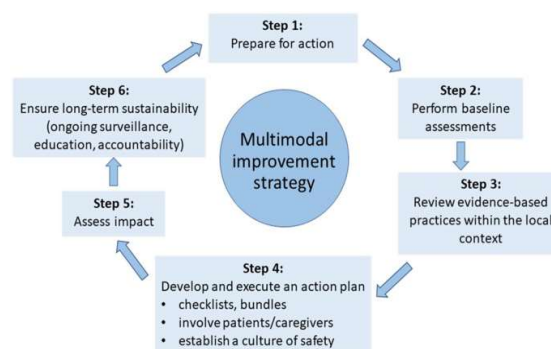 Step 1:
Prepare for action
Step 2:
Perform baseline
assessments
Step 3:
Review evidence-based
practices within the local
context
Step 4:
Develop and execute an action plan
• checklists, bundles
• involve patients/caregivers
• establish a culture of safety
Step 5:
Assess impact
Step 6:
Ensure long-term sustainability
(ongoing surveillance,
education, accountability)
Multimodal
improvement
strategy